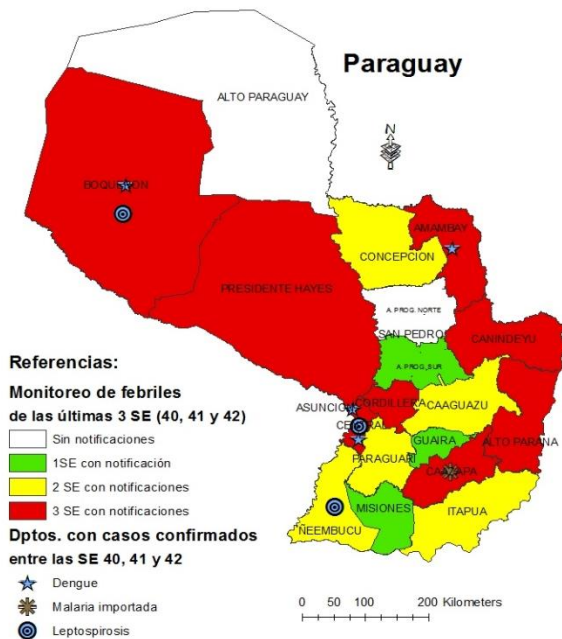 Paraguay
ALTO PARAGUAY
N
BOQUERON
AMAMBAY
CONCEPCION
PRESIDENTE HAYES
A. PROG. NORTE
SAN PEDRO
CANINDEYU
A. PROG. SUR
Referencias:
Monitoreo de febriles
de las últimas 3 SE (40, 41 y 42)
Sin notificaciones
1SE con notificación
2 SE con notificaciones
3 SE con notificaciones
Dptos. con casos confirmados
entre las SE 40, 41 y 42
Dengue
Malaria importada
Leptospirosis
ASUNCION
CORDILLERA
CAAGUAZU
CENTRAL
GUAIRA
ALTO PARANA
PARAGUARI
CAAZAPA
MISIONES
ITAPUA
ÑEEMBUCU
0 50 100 200 Kilometers